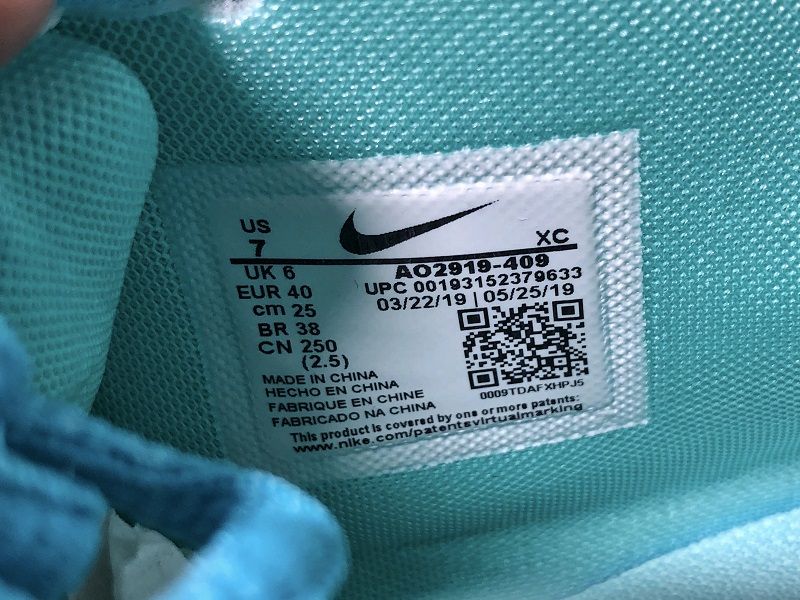 US
7
XC
UK 6
EUR 40
cm 25
BR 38
CN 250
(2.5)
AO2919-409
UPC 00193152379633
03/22/19 | 05/25/19
0009TDAFXHPJ5
MADE IN CHINA
HECHO EN CHINA
FABRIQUE EN CHINE
FABRICADO NA CHINA
This product is covered by one or more patents:
www.nike.com/patentsvirtualmarking